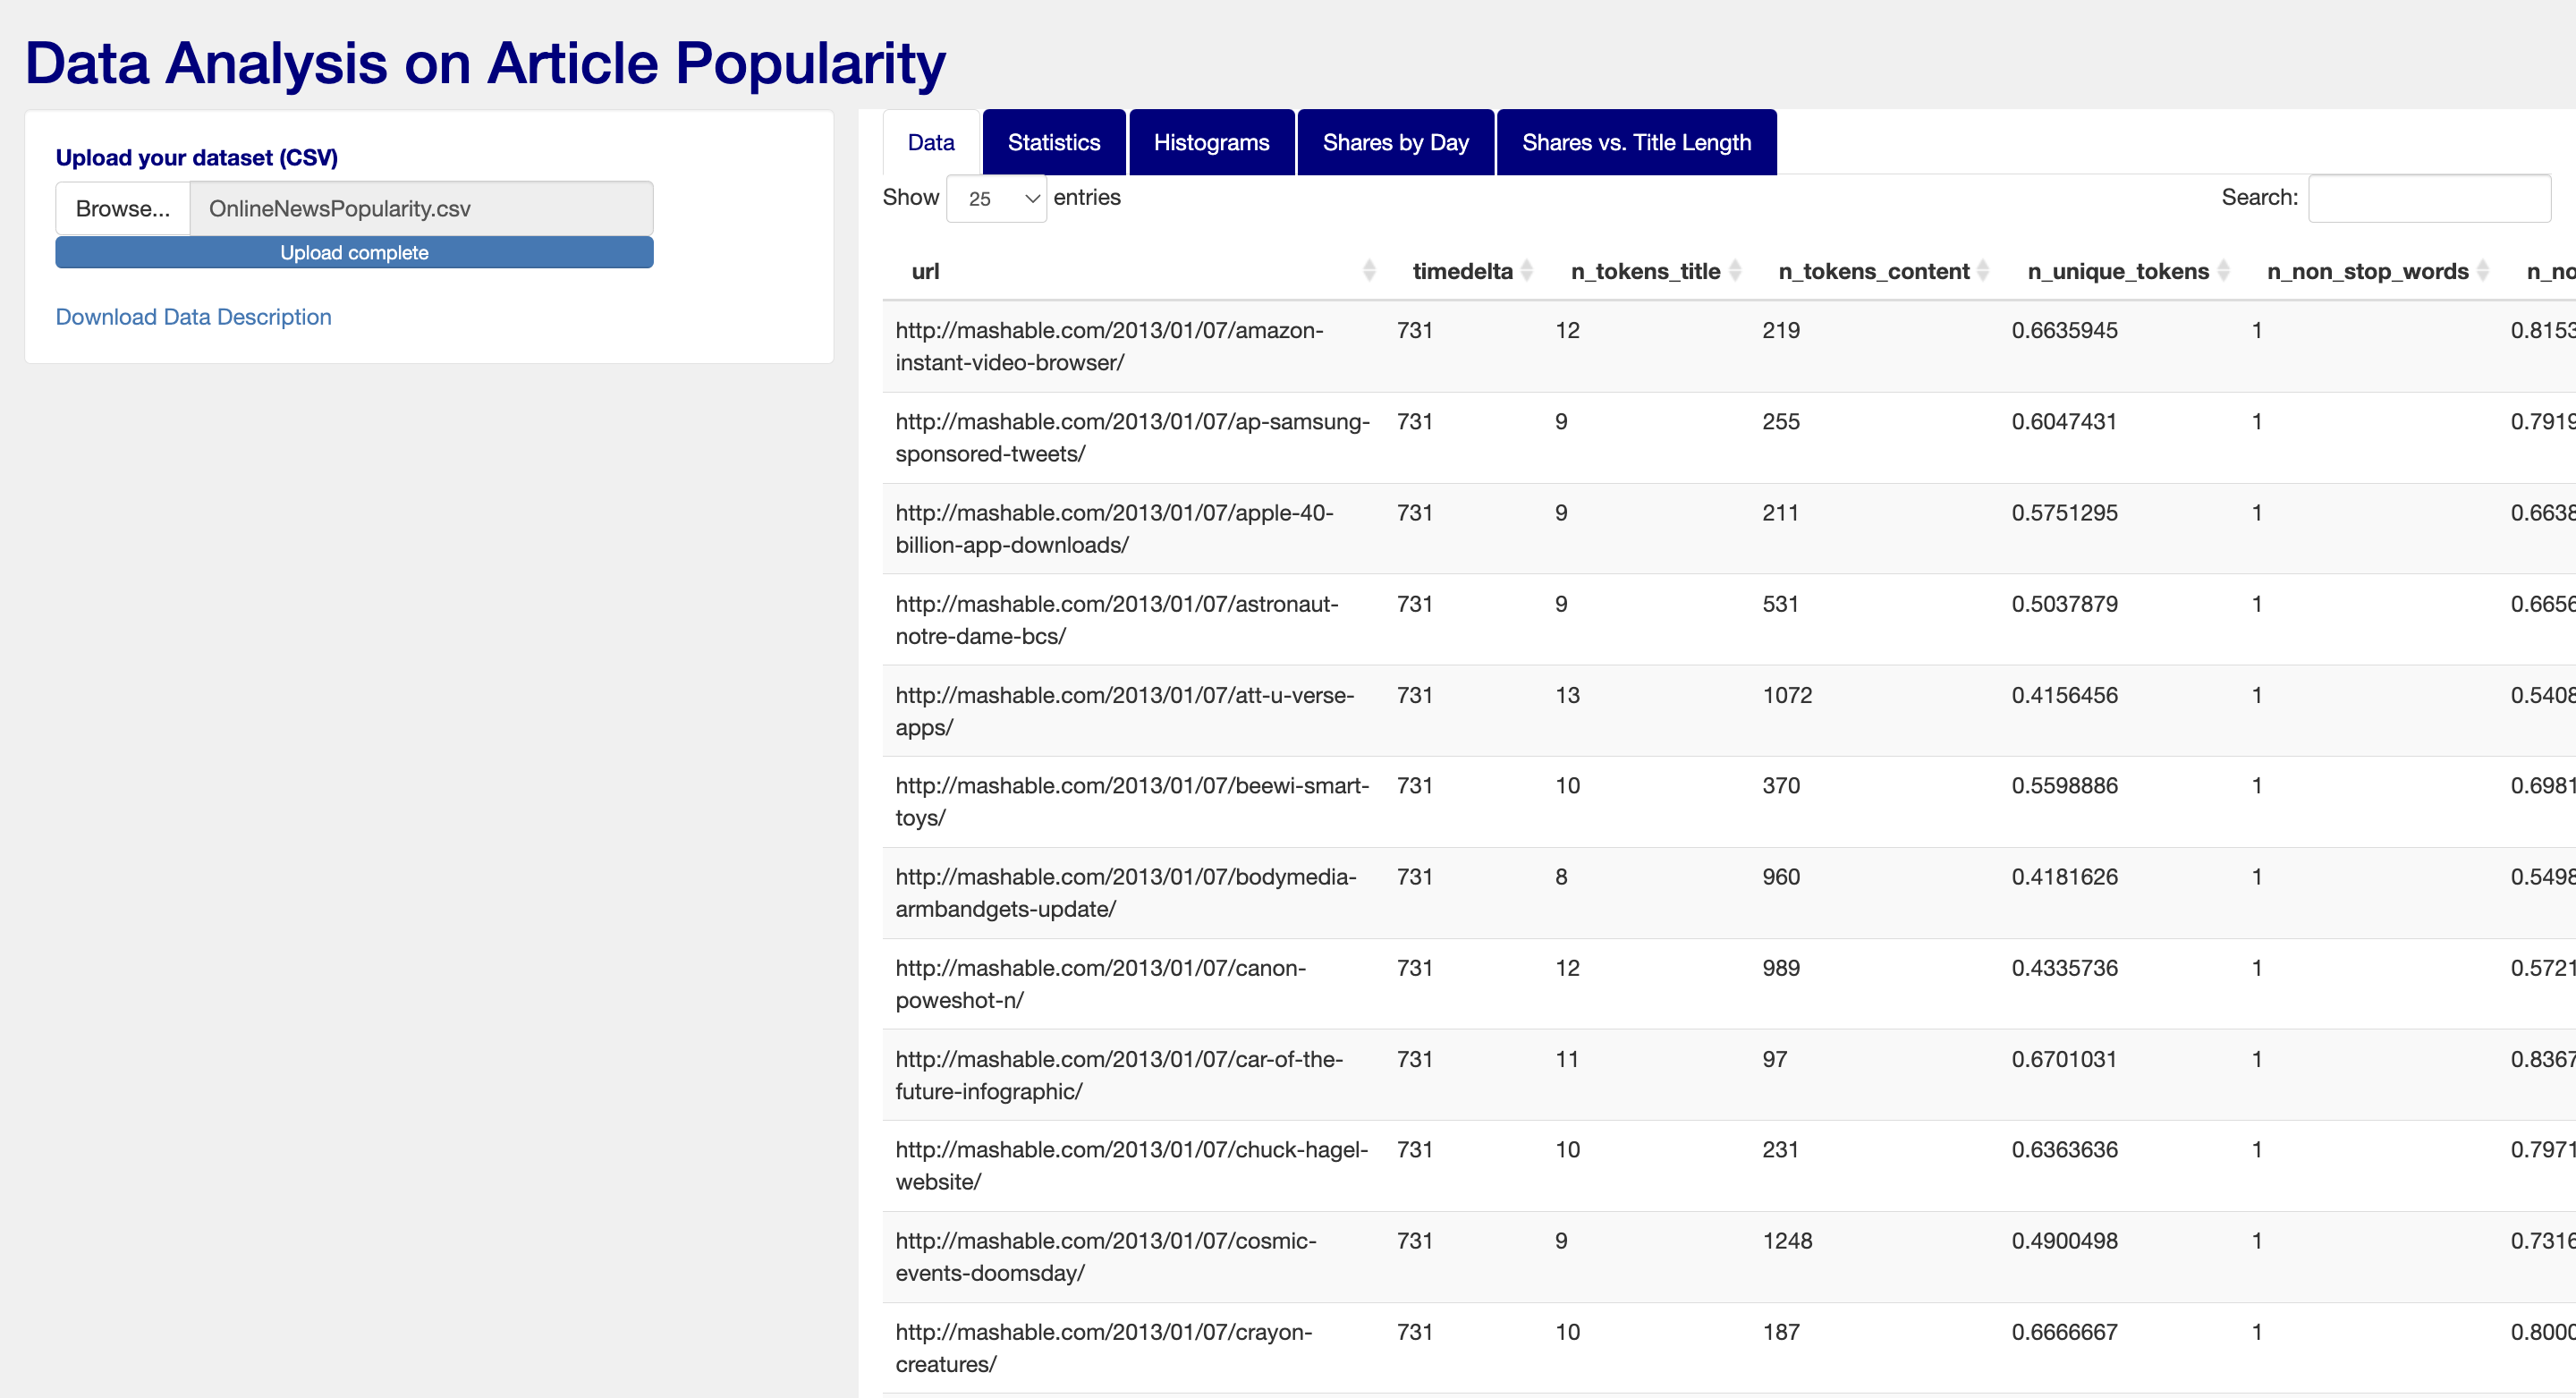 Data Analysis on Article Popularity
Upload your dataset (CSV)
Browse... OnlineNewsPopularity.csv
Upload complete
Download Data Description
Data Statistics Histograms Shares by Day Shares vs. Title Length
Show 25 entries Search:
url timedelta n_tokens_title n_tokens_content n_unique_tokens n_non_stop_words n_no
http://mashable.com/2013/01/07/amazon- 731 12 219 0.6635945 1 0.8153
instant-video-browser/
http://mashable.com/2013/01/07/ap-samsung- 731 9 255 0.6047431 1 0.7919
sponsored-tweets/
http://mashable.com/2013/01/07/apple-40- 731 9 211 0.5751295 1 0.6638
billion-app-downloads/
http://mashable.com/2013/01/07/astronaut- 731 9 531 0.5037879 1 0.6656
notre-dame-bcs/
http://mashable.com/2013/01/07/att-u-verse- 731 13 1072 0.4156456 1 0.5408
apps/
http://mashable.com/2013/01/07/beewi-smart- 731 10 370 0.5598886 1 0.6981
toys/
http://mashable.com/2013/01/07/bodymedia- 731 8 960 0.4181626 1 0.5498
armbandgets-update/
http://mashable.com/2013/01/07/canon- 731 12 989 0.4335736 1 0.5721
poweshot-n/
http://mashable.com/2013/01/07/car-of-the- 731 11 97 0.6701031 1 0.8367
future-infographic/
http://mashable.com/2013/01/07/chuck-hagel- 731 10 231 0.6363636 1 0.7971
website/
http://mashable.com/2013/01/07/cosmic- 731 9 1248 0.4900498 1 0.7316
events-doomsday/
http://mashable.com/2013/01/07/crayon- 731 10 187 0.6666667 1 0.8000
creatures/